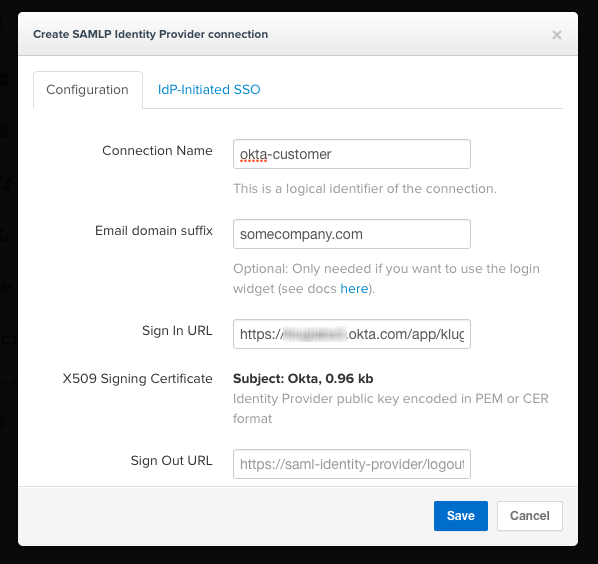 Create SAMLP Identity Provider connection
×
Configuration
IdP-Initiated SSO
Connection Name
okta-customer
This is a logical identifier of the connection.
Email domain suffix
somecompany.com
Optional: Only needed if you want to use the login
widget (see docs here).
Sign In URL
https:// .okta.com/app/klug
X509 Signing Certificate
Subject: Okta, 0.96 kb
Identity Provider public key encoded in PEM or CER
format
Sign Out URL
https://saml-identity-provider/logout
Save
Cancel